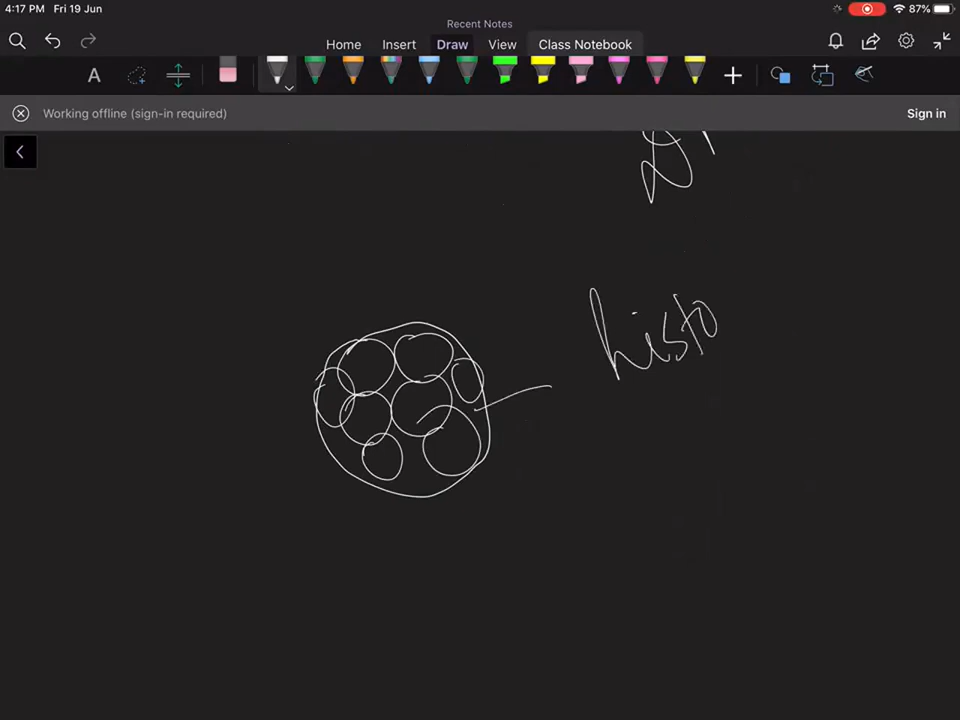 4:17 PM Fri 19 Jun
87%
Recent Notes
Home Insert Draw View Class Notebook
A
Working offline (sign-in required)
Sign in
histo